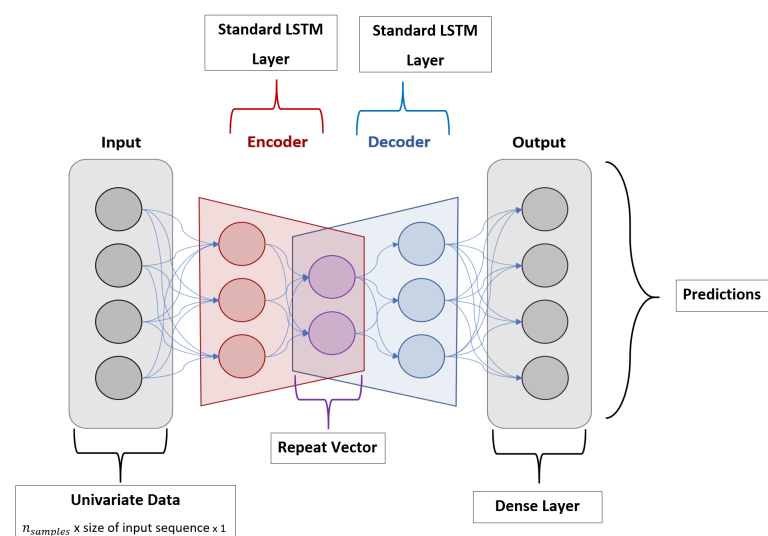 Standard LSTM
Layer
Standard LSTM
Layer
Input
Encoder
Decoder
Output
Predictions
Repeat Vector
Univariate Data
n_samples x size of input sequence x 1
Dense Layer